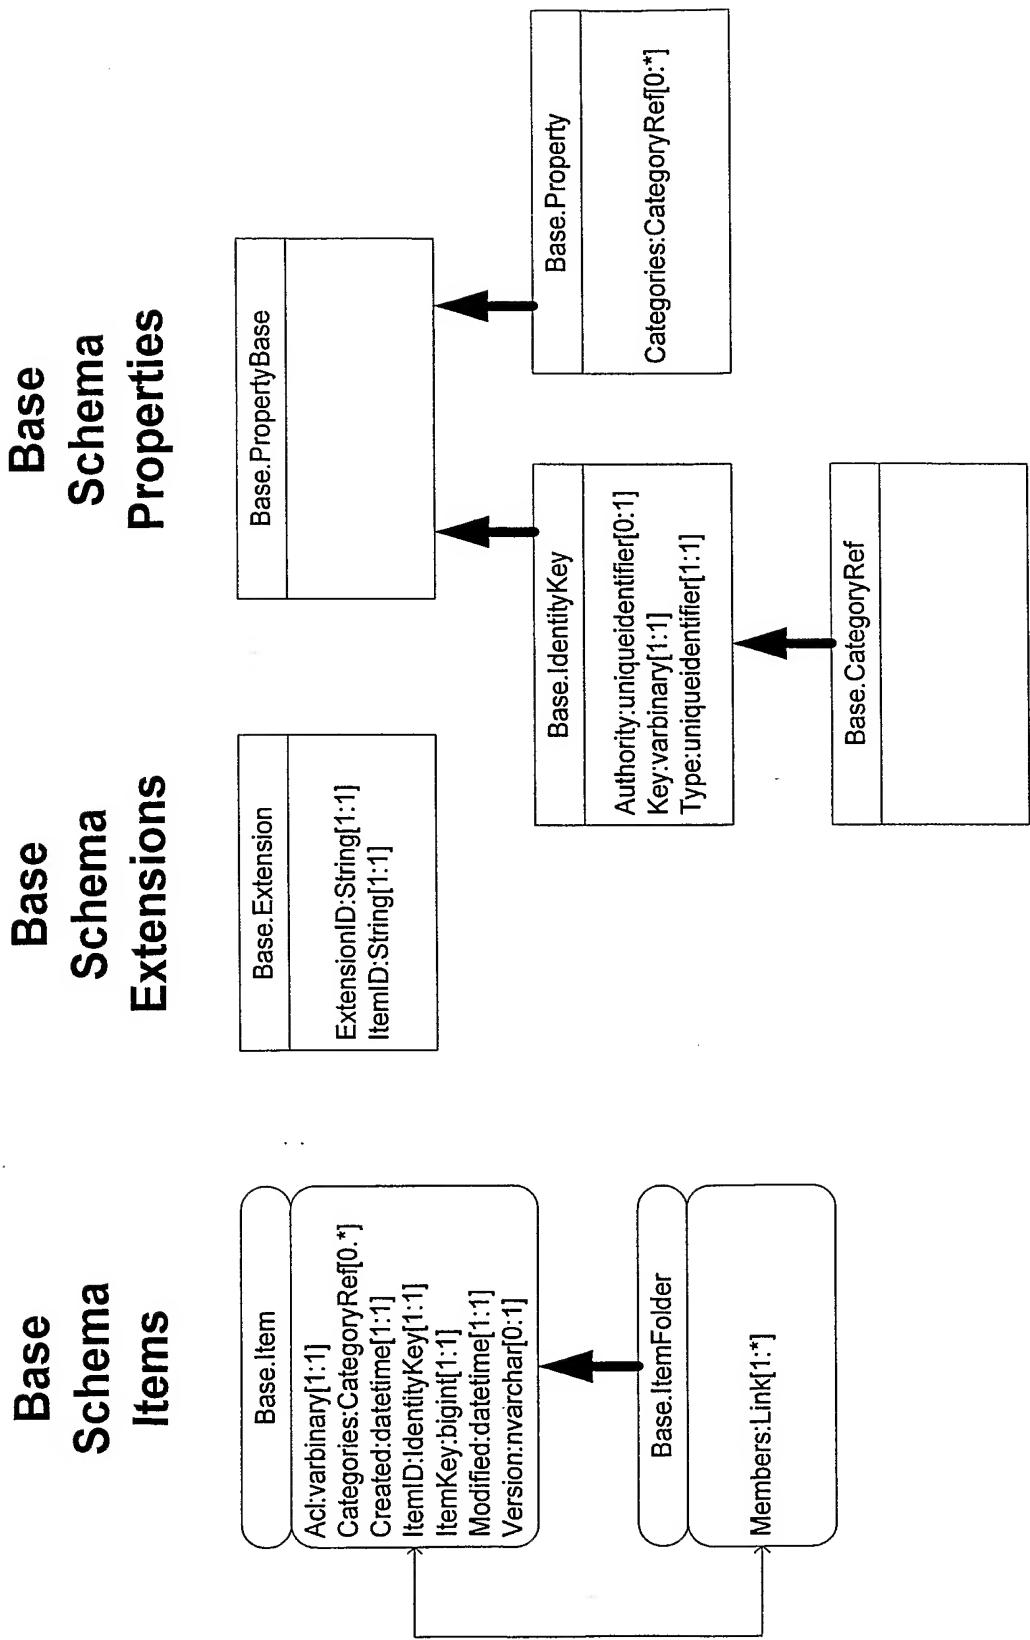 Base
Schema
Items
Base.Item
Acl:varbinary[1:1]
Categories:CategoryRef[0.*]
Created:datetime[1:1]
ItemID:IdentityKey[1:1]
ItemKey:bigint[1:1]
Modified:datetime[1:1]
Version:nvarchar[0:1]
Base.ItemFolder
Members:Link[1:*]
Base
Schema
Extensions
Base.Extension
ExtensionID:String[1:1]
ItemID:String[1:1]
Base
Schema
Properties
Base.PropertyBase
Base.IdentityKey
Authority:uniqueidentifier[0:1]
Key:varbinary[1:1]
Type:uniqueidentifier[1:1]
Base.Property
Categories:CategoryRef[0:*]
Base.CategoryRef